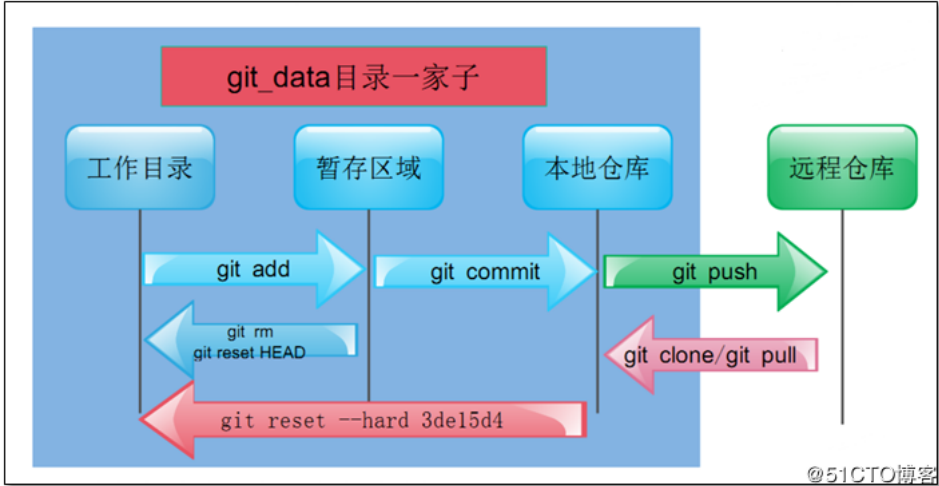 git_data目录一家子
工作目录
暂存区域
本地仓库
远程仓库
git add
git commit
git push
git rm
git reset HEAD
git clone/git pull
git reset --hard 3de15d4
@51CTO博客